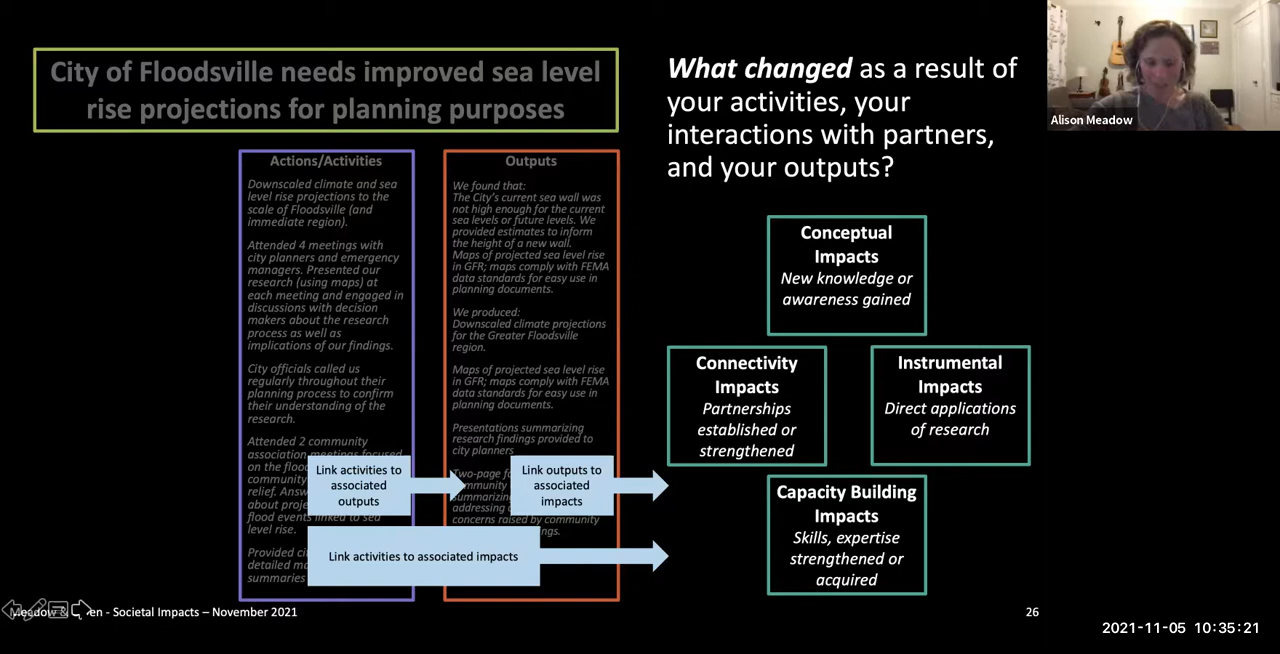 City of Floodsville needs improved sea level
rise projections for planning purposes
What changed as a result of
your activities, your
interactions with partners,
and your outputs?
Alison Meadow
Actions/Activities
Downscaled climate and sea
level rise projections to the
scale of Floodsville (and
immediate region).
Attended 4 meetings with
city planners and emergency
managers. Presented our
research (using maps) at
each meeting and engaged in
discussions with decision
makers about the research
process as well as
implications of our findings.
City officials called us
regularly throughout their
planning process to confirm
their understanding of the
research.
Attended 2 community
association meetings focused
on the
community
relief.
about
flood events linked to sea
level rise.
Provided
detailed
summaries
Outputs
We found that:
The City's current sea wall was
not high enough for the current
sea levels or future levels. We
provided estimates to inform
the height of a new wall.
Maps of projected sea level rise
in GFR; maps comply with FEMA
data standards for easy use in
planning documents.
We produced:
Downscaled climate projections
for the Greater Floodsville
region.
Maps of projected sea level rise
in GFR; maps comply with FEMA
data standards for easy use in
planning documents.
Presentations summarizing
research findings provided to
city planners
Two-page
summarizing
addressing
concerns raised by community
Link activities to
associated
outputs
Link outputs to
associated
impacts
Link activities to associated impacts
Conceptual
Impacts
New knowledge or
awareness gained
Connectivity
Impacts
Partnerships
established or
strengthened
Instrumental
Impacts
Direct applications
of research
Capacity Building
Impacts
Skills, expertise
strengthened or
acquired
Meadow & - Societal Impacts – November 2021
26
2021-11-05 10:35:21